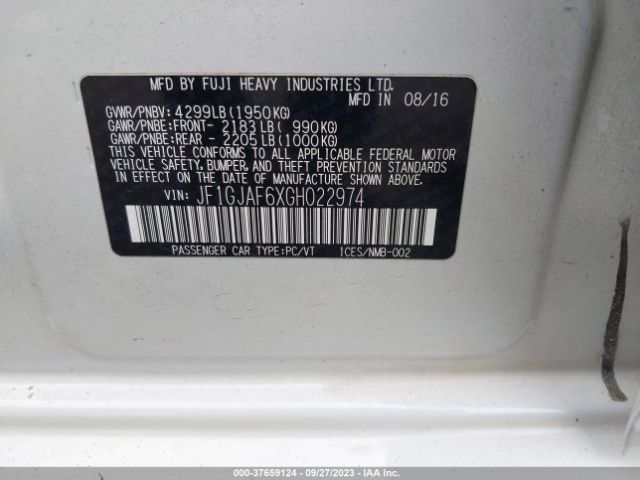 MFD BY FUJI HEAVY INDUSTRIES LTD.
MFD IN 08/16
GVWR/PNBV: 4299LB(1950KG)
GAWR/PNBE:FRONT- 2183LB( 990KG)
GAWR/PNBE:REAR - 2205LB(1000KG)
THIS VEHICLE CONFORMS TO ALL APPLICABLE FEDERAL MOTOR
VEHICLE SAFETY, BUMPER, AND THEFT PREVENTION STANDARDS
IN EFFECT ON THE DATE OF MANUFACTURE SHOWN ABOVE.
VIN: JF1GJAF6XGH022974
PASSENGER CAR TYPE:PC/VT ICES/NMB-002
000-37659124 - 09/27/2023 - IAA Inc.